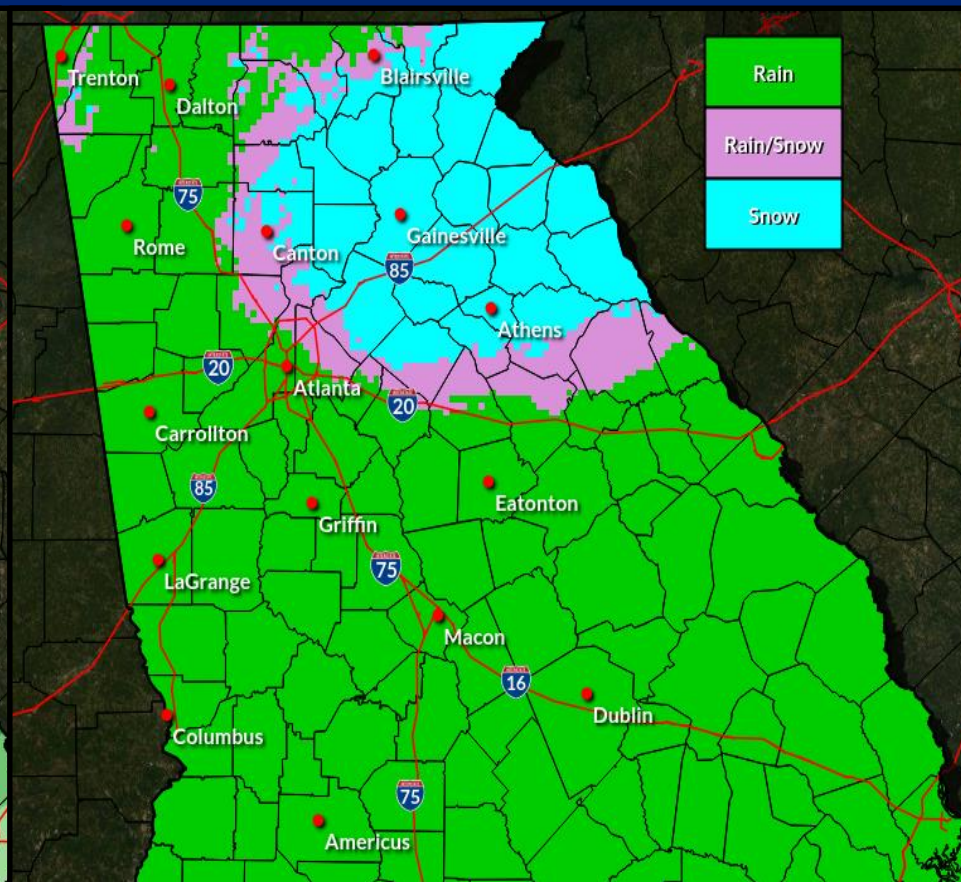 Rain
Rain/Snow
Snow
Trenton
Blairsville
Dalton
75
Rome
Canton
Gainesville
85
Athens
20
Atlanta
20
Carrollton
85
Eatonton
Griffin
75
LaGrange
Macon
16
Dublin
Columbus
75
Americus